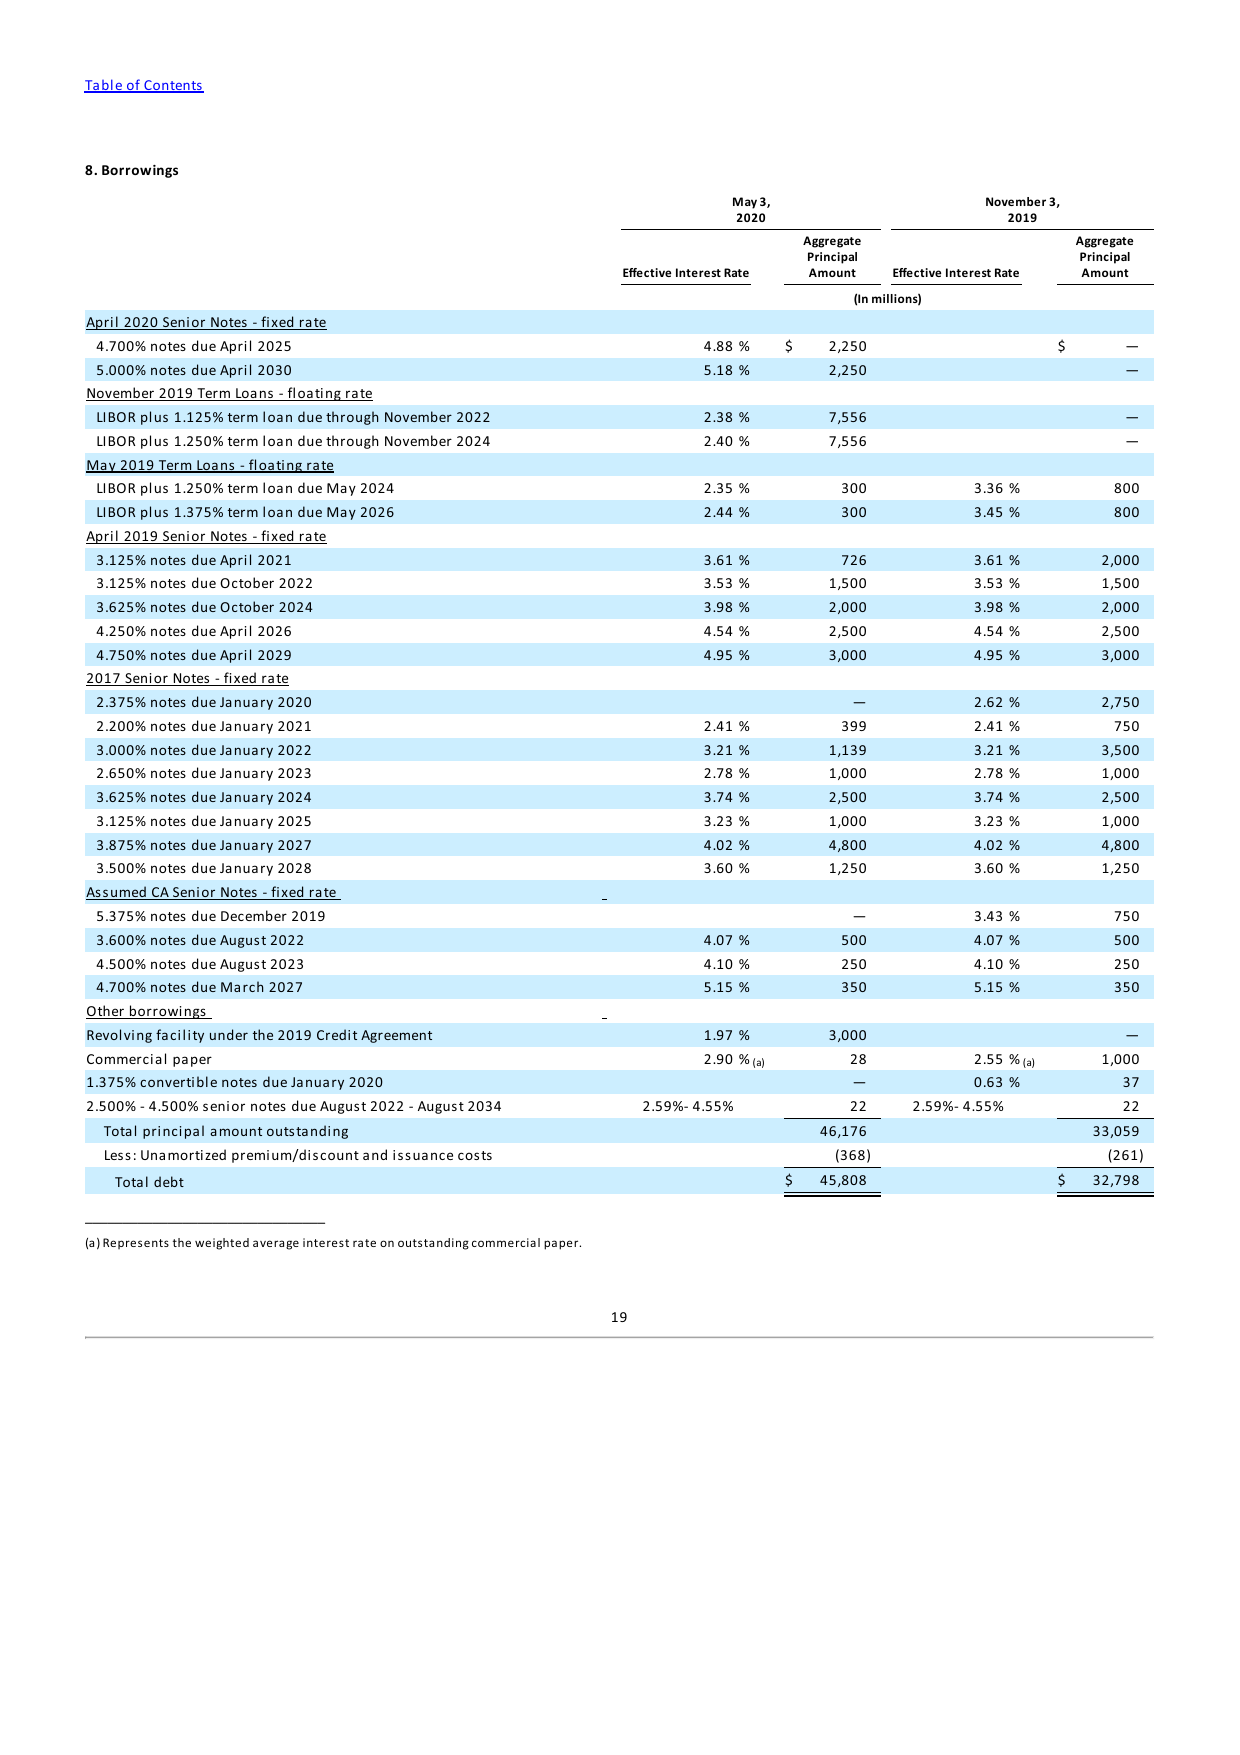 Table of Contents
8. Borrowings
May 3, November 3,
2020 2019
Aggregate Aggregate
Principal Principal
Effective Interest Rate Amount Effective Interest Rate Amount
(In millions)
April 2020 Senior Notes - fixed rate
4.700% notes due April 2025 4.88 % $ 2,250 $ —
5.000% notes due April 2030 5.18 % 2,250 —
November 2019 Term Loans - floating rate
LIBOR plus 1.125% term loan due through November 2022 2.38 % 7,556 —
LIBOR plus 1.250% term loan due through November 2024 2.40 % 7,556 —
May 2019 Term Loans - floating rate
LIBOR plus 1.250% term loan due May 2024 2.35 % 300 3.36 % 800
LIBOR plus 1.375% term loan due May 2026 2.44 % 300 3.45 % 800
April 2019 Senior Notes - fixed rate
3.125% notes due April 2021 3.61 % 726 3.61 % 2,000
3.125% notes due October 2022 3.53 % 1,500 3.53 % 1,500
3.625% notes due October 2024 3.98 % 2,000 3.98 % 2,000
4.250% notes due April 2026 4.54 % 2,500 4.54 % 2,500
4.750% notes due April 2029 4.95 % 3,000 4.95 % 3,000
2017 Senior Notes - fixed rate
2.375% notes due January 2020 — 2.62 % 2,750
2.200% notes due January 2021 2.41 % 399 2.41 % 750
3.000% notes due January 2022 3.21 % 1,139 3.21 % 3,500
2.650% notes due January 2023 2.78 % 1,000 2.78 % 1,000
3.625% notes due January 2024 3.74 % 2,500 3.74 % 2,500
3.125% notes due January 2025 3.23 % 1,000 3.23 % 1,000
3.875% notes due January 2027 4.02 % 4,800 4.02 % 4,800
3.500% notes due January 2028 3.60 % 1,250 3.60 % 1,250
Assumed CA Senior Notes - fixed rate
5.375% notes due December 2019 — 3.43 % 750
3.600% notes due August 2022 4.07 % 500 4.07 % 500
4.500% notes due August 2023 4.10 % 250 4.10 % 250
4.700% notes due March 2027 5.15 % 350 5.15 % 350
Other borrowings
Revolving facility under the 2019 Credit Agreement 1.97 % 3,000 —
Commercial paper 2.90 % (a) 28 2.55 % (a) 1,000
1.375% convertible notes due January 2020 — 0.63 % 37
2.500% - 4.500% senior notes due August 2022 - August 2034 2.59%- 4.55% 22 2.59%- 4.55% 22
Total principal amount outstanding 46,176 33,059
Less: Unamortized premium/discount and issuance costs (368) (261)
Total debt $ 45,808 $ 32,798
(a) Represents the weighted average interest rate on outstanding commercial paper.
19